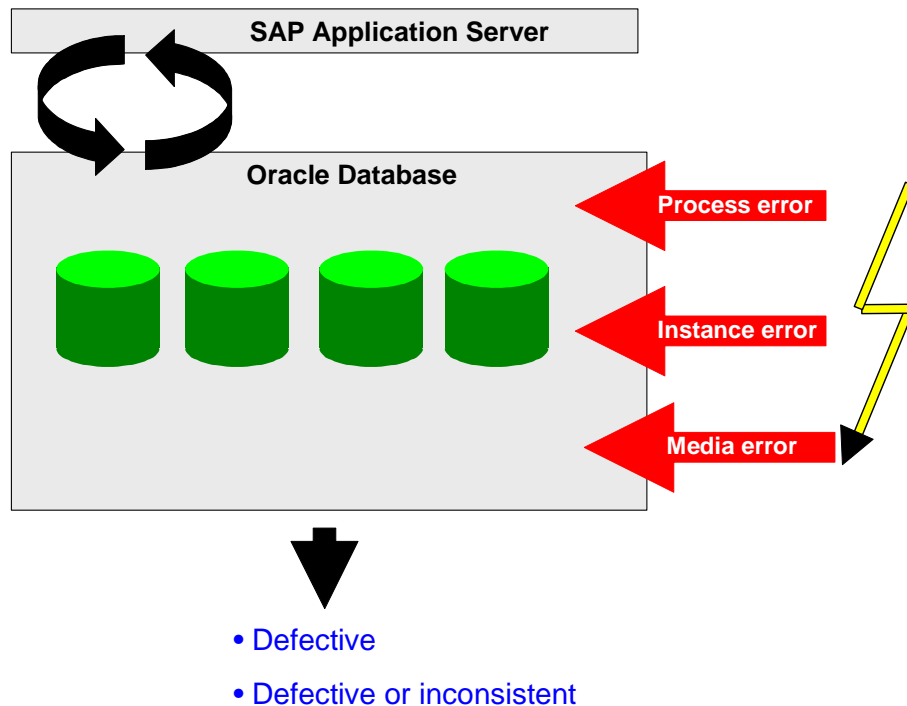 SAP Application Server
Oracle Database
Process error
Instance error
Media error
• Defective
• Defective or inconsistent